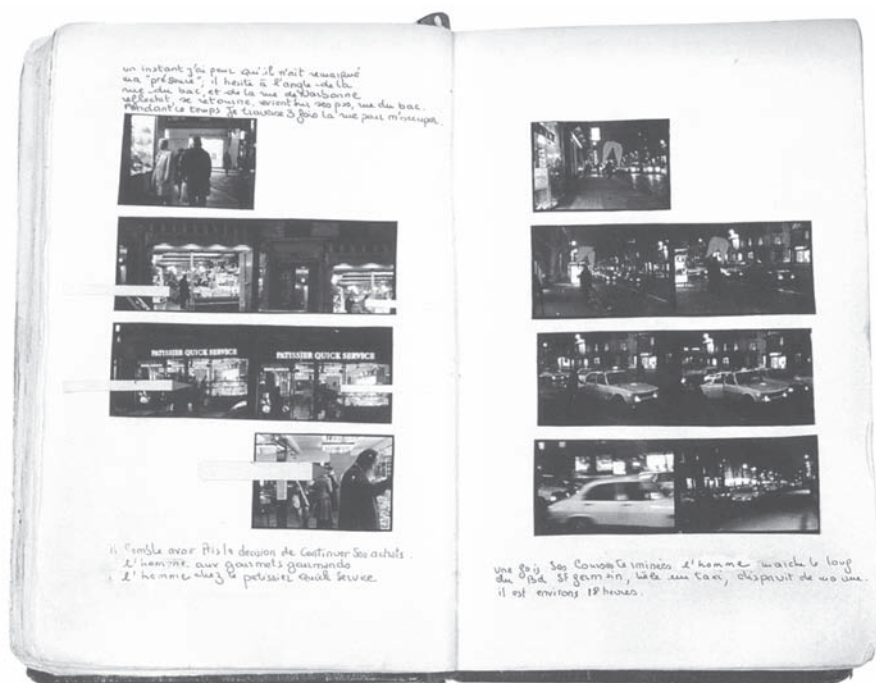 un instant j'ai peur qu'il n'ait remarqué
ma "présence"; il hésite à l'angle de la
rue du bac, et de la rue de
réfléchit, se retourne, revient sur ses pas, rue du bac.
Pendant ce temps Je traverse 3 fois la rue pour m'occuper.
PATISSIER QUICK SERVICE PATISSIER QUICK SERVICE
il semble avoir Pris la decision de Continuer Ses achats.
l'homme aux gourmets gourmands
l'homme chez le patissier Quick Service
une fois Ses Courses terminées l'homme marche le long
du Bd St germain, hèle un taxi, disparait de ma vue.
il est environs 18 heures.